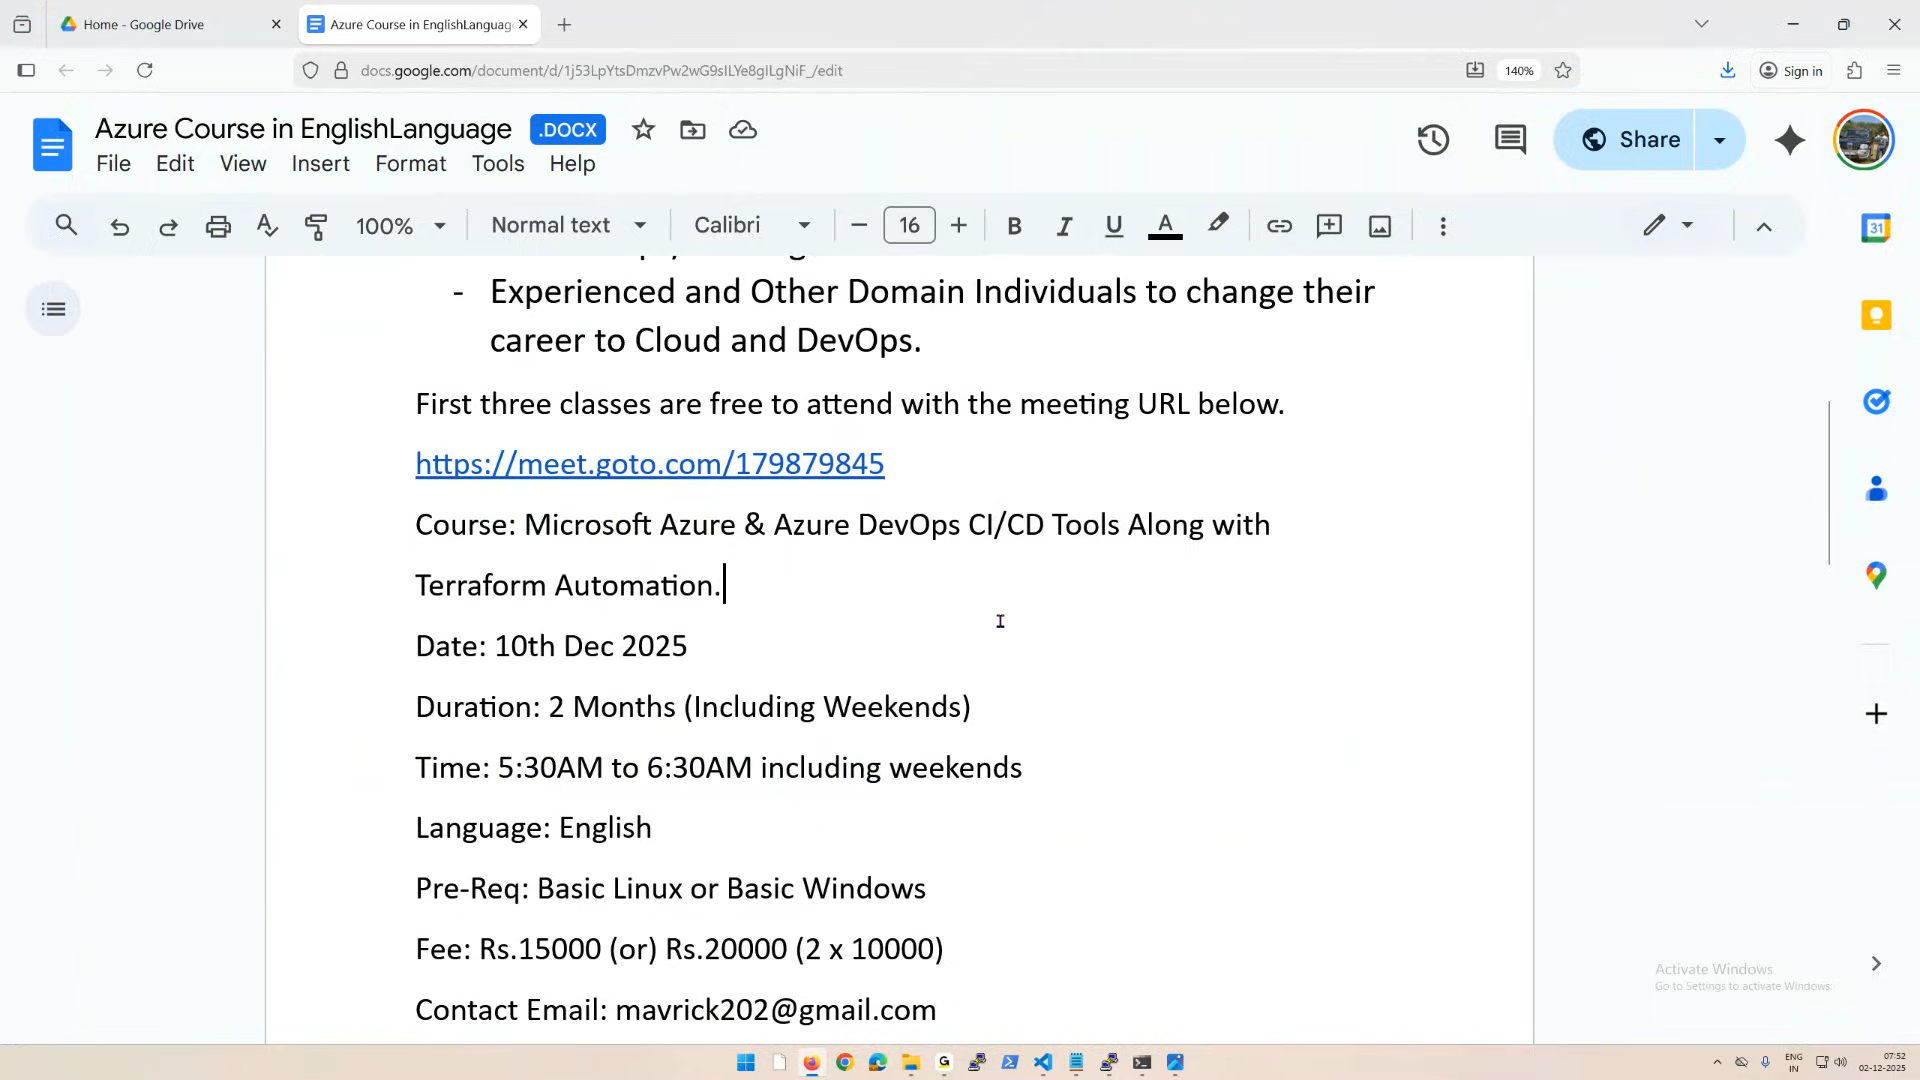 Home - Google Drive
Azure Course in EnglishLanguag
docs.google.com/document/d/1j53LpYtsDmzvPw2wG9sILYe8gILgNiF_/edit
140%
Sign in
Azure Course in EnglishLanguage
.DOCX
Share
File Edit View Insert Format Tools Help
100%
Normal text
Calibri
16
B I U A
31
- Experienced and Other Domain Individuals to change their
career to Cloud and DevOps.
First three classes are free to attend with the meeting URL below.
https://meet.goto.com/179879845
Course: Microsoft Azure & Azure DevOps CI/CD Tools Along with
Terraform Automation.
Date: 10th Dec 2025
Duration: 2 Months (Including Weekends)
Time: 5:30AM to 6:30AM including weekends
Language: English
Pre-Req: Basic Linux or Basic Windows
Fee: Rs.15000 (or) Rs.20000 (2 x 10000)
Contact Email: mavrick202@gmail.com
Activate Windows
Go to Settings to activate Windows.
ENG
IN
07:52
02-12-2025